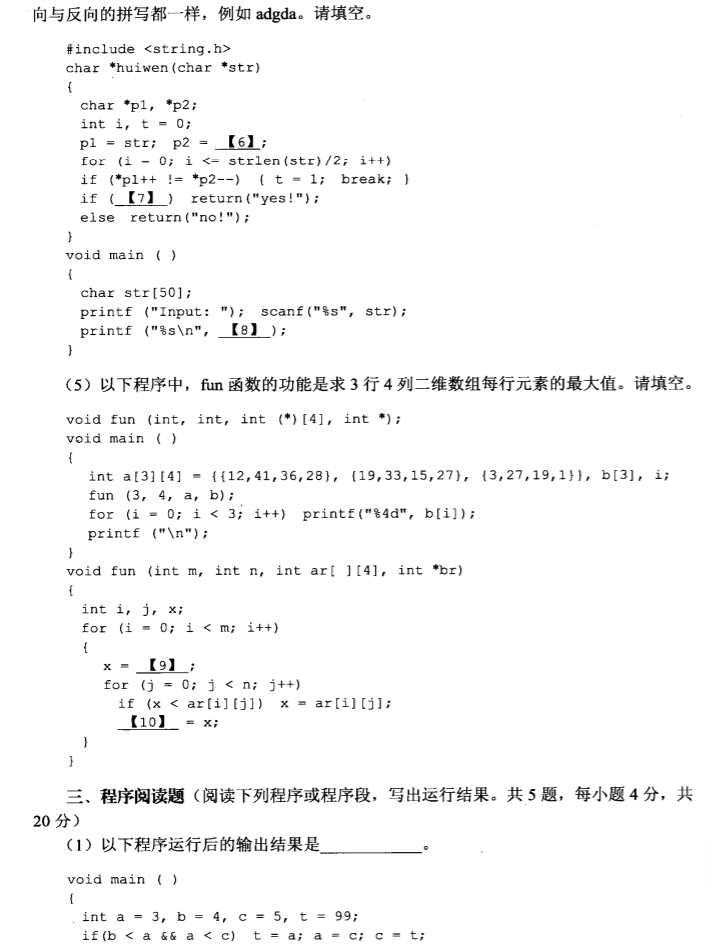 向与反向的拼写都一样，例如 adgda。请填空。
#include <string.h>
char *huiwen(char *str)
{
char *p1, *p2;
int i, t = 0;
p1 = str; p2 = 【6】;
for (i - 0; i <= strlen(str)/2; i++)
if (*p1++ != *p2--) { t = 1; break; }
if (【7】) return("yes!");
else return("no!");
}
void main ( )
{
char str[50];
printf ("Input: "); scanf("%s", str);
printf ("%s\n", 【8】);
}
（5）以下程序中，fun 函数的功能是求 3 行 4 列二维数组每行元素的最大值。请填空。
void fun (int, int, int (*)[4], int *);
void main ( )
{
int a[3][4] = {{12,41,36,28}, {19,33,15,27}, {3,27,19,1}}, b[3], i;
fun (3, 4, a, b);
for (i = 0; i < 3; i++) printf("%4d", b[i]);
printf ("\n");
}
void fun (int m, int n, int ar[ ][4], int *br)
{
int i, j, x;
for (i = 0; i < m; i++)
{
x = 【9】;
for (j = 0; j < n; j++)
if (x < ar[i][j]) x = ar[i][j];
【10】 = x;
}
}
三、程序阅读题（阅读下列程序或程序段，写出运行结果。共 5 题，每小题 4 分，共
20 分）
（1）以下程序运行后的输出结果是__________。
void main ( )
{
int a = 3, b = 4, c = 5, t = 99;
if(b < a && a < c) t = a; a = c; c = t;